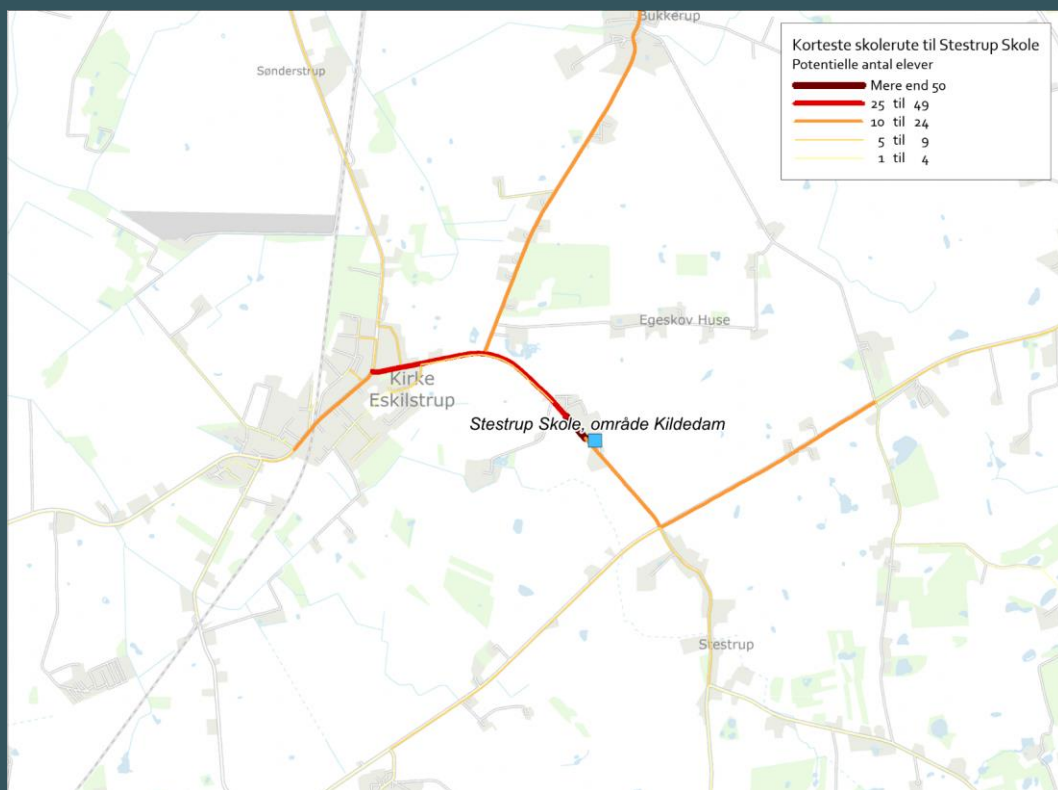 Bukkerup
Korteste skolerute til Stestrup Skole
Potentielle antal elever
Mere end 50
25 til 49
10 til 24
5 til 9
1 til 4
Sønderstrup
Egeskov Huse
Kirke
Eskilstrup
Stestrup Skole, område Kildedam
Stestrup